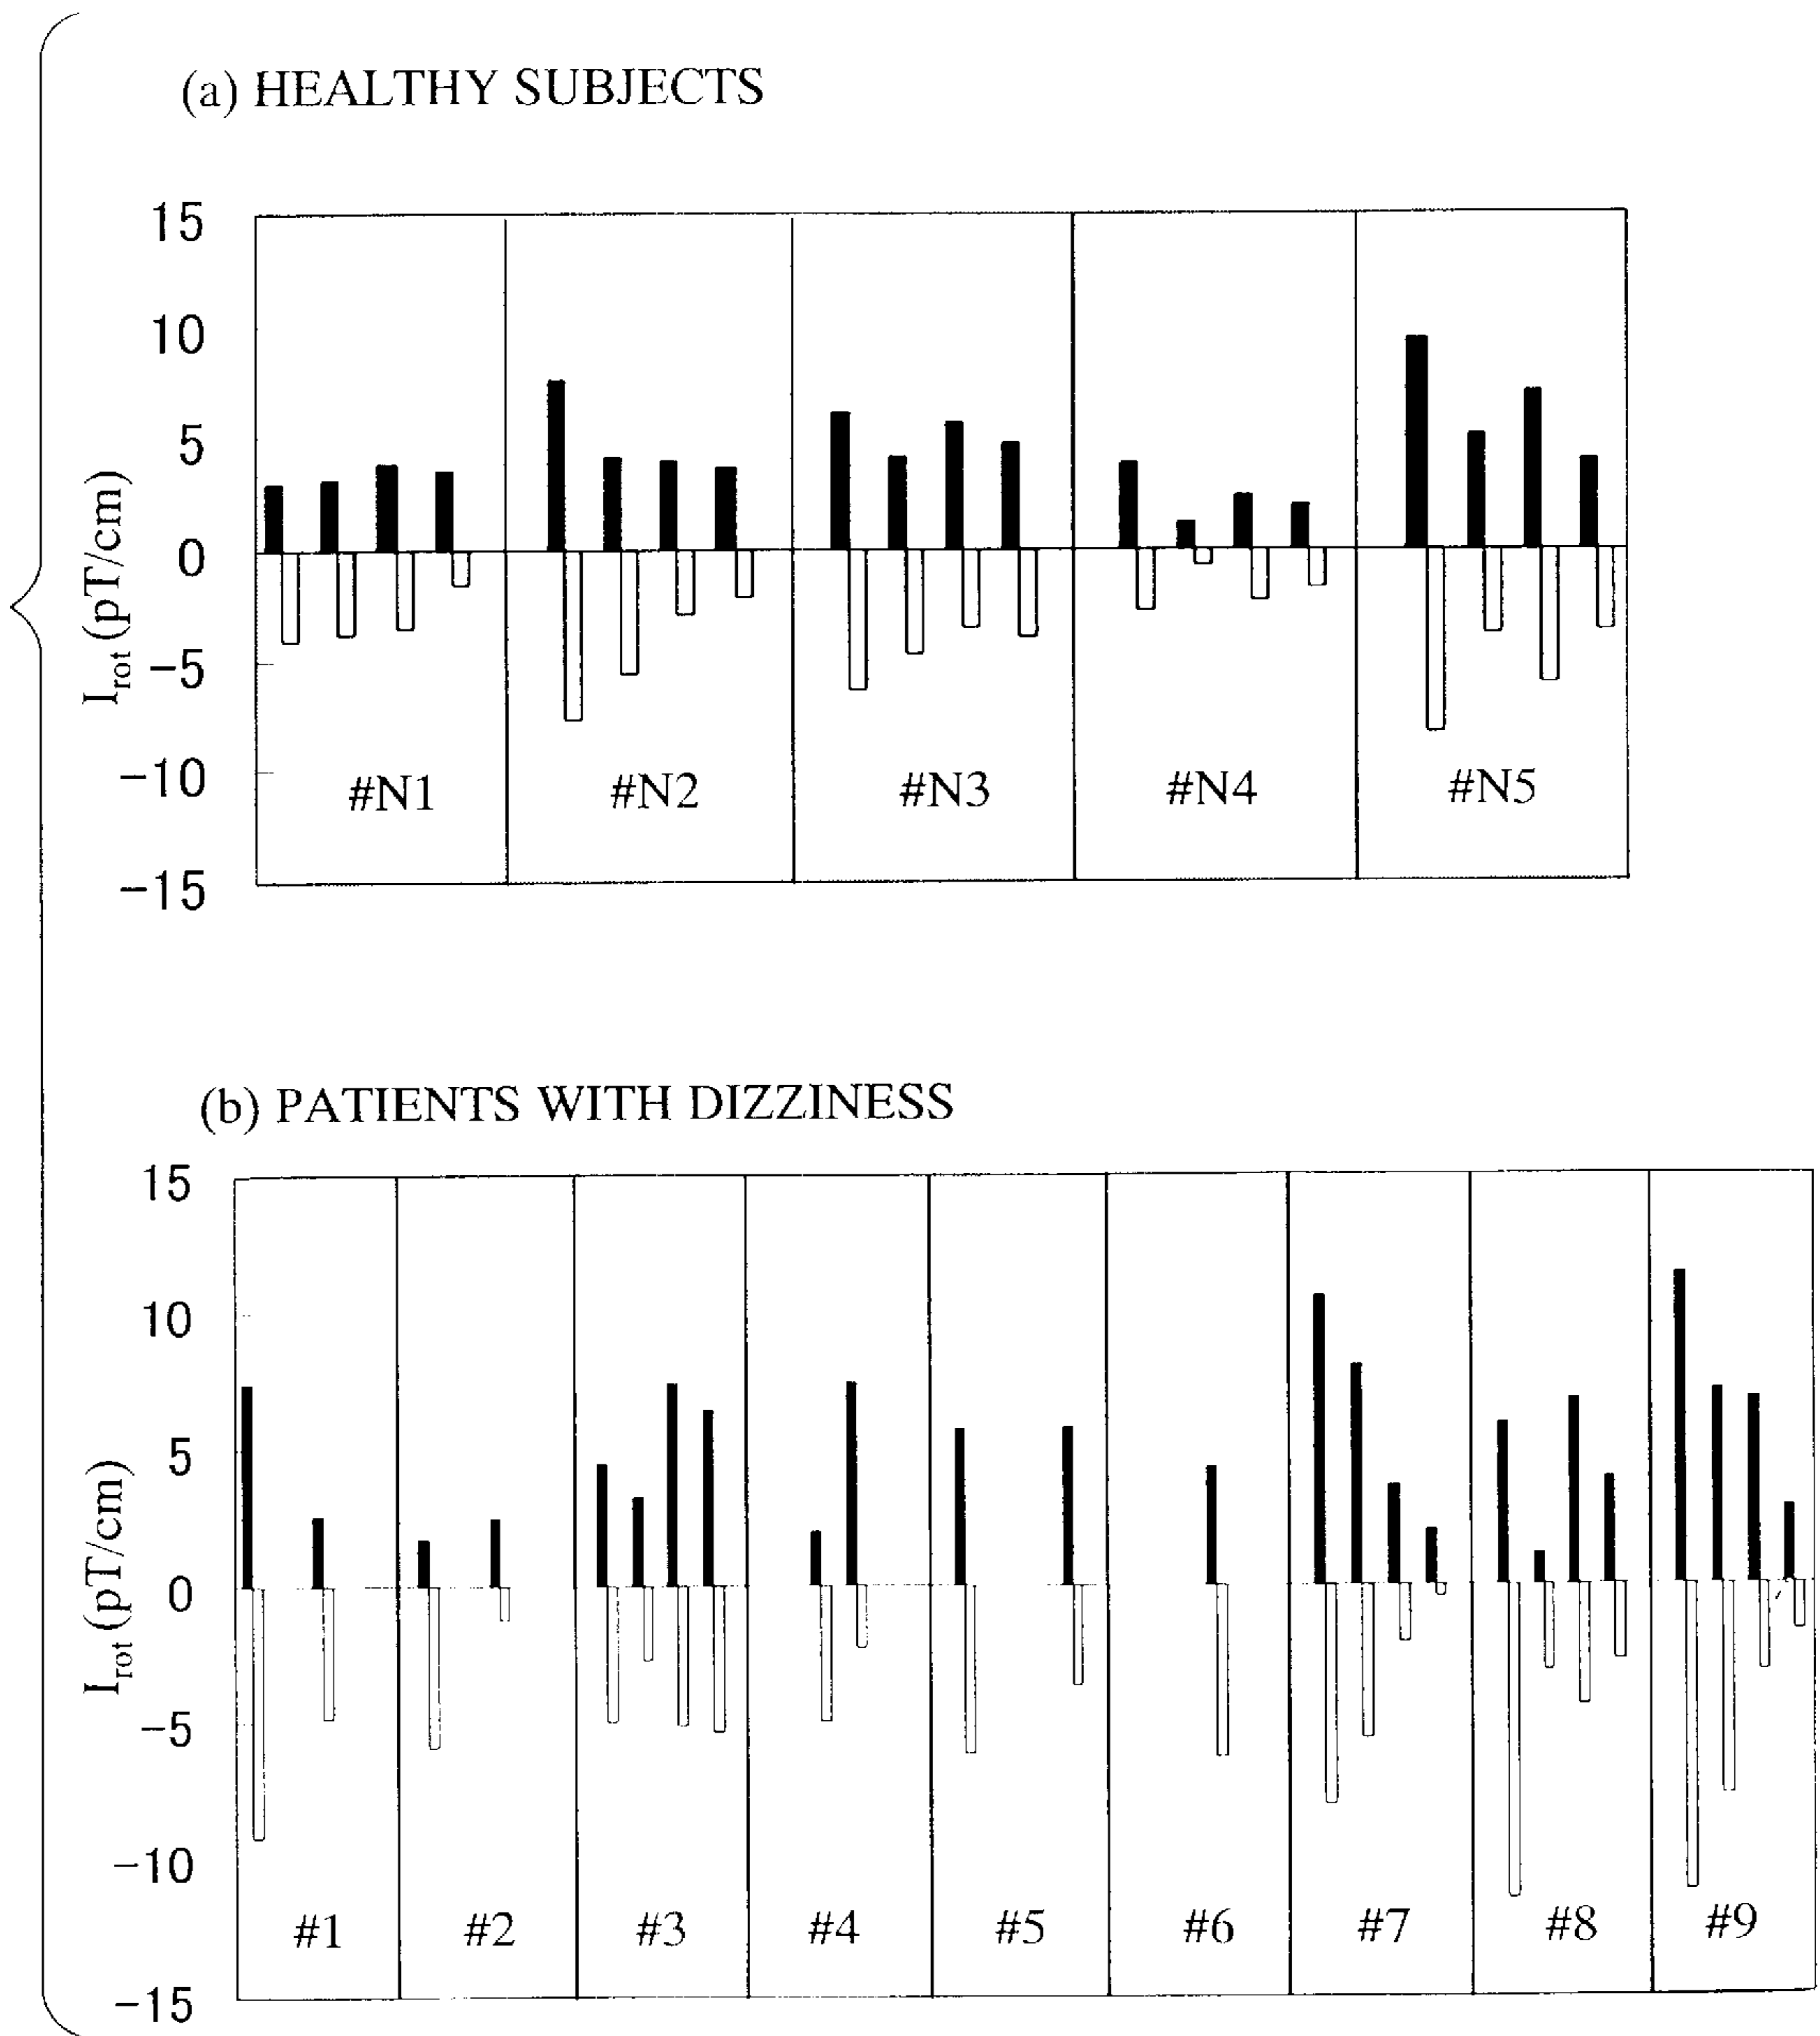 (a) HEALTHY SUBJECTS
15
10
5
0
-5
-10
-15
I_rot (pT/cm)
#N1 #N2 #N3 #N4 #N5
(b) PATIENTS WITH DIZZINESS
15
10
5
0
-5
-10
-15
I_rot (pT/cm)
#1 #2 #3 #4 #5 #6 #7 #8 #9